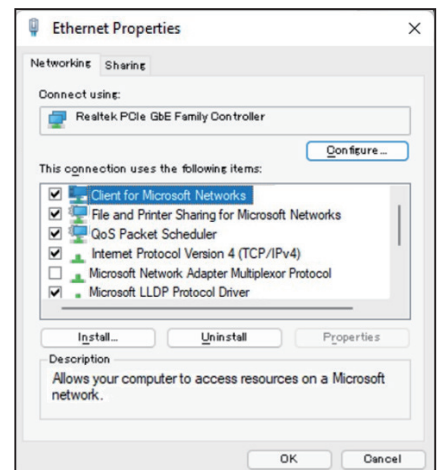 Ethernet Properties
Networking
Sharing
Connect using:
Realtek PCIe GbE Family Controller
Configure...
This connection uses the following items:
Client for Microsoft Networks
File and Printer Sharing for Microsoft Networks
QoS Packet Scheduler
Internet Protocol Version 4 (TCP/IPv4)
Microsoft Network Adapter Multiplexor Protocol
Microsoft LLDP Protocol Driver
Install...
Uninstall
Properties
Description
Allows your computer to access resources on a Microsoft
network.
OK
Cancel